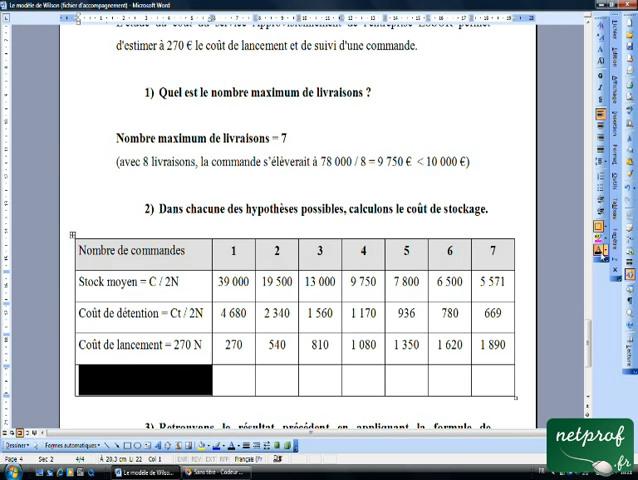 Le modèle de Wilson (fichier d'accompagnement)
d'estimer à 270 € le coût de lancement et de suivi d'une commande.
1) Quel est le nombre maximum de livraisons ?
Nombre maximum de livraisons = 7
(avec 8 livraisons, la commande s'élèverait à 78 000 / 8 = 9 750 € < 10 000 €)
2) Dans chacune des hypothèses possibles, calculons le coût de stockage.
Nombre de commandes 1 2 3 4 5 6 7
Stock moyen = C / 2N 39 000 19 500 13 000 9 750 7 800 6 500 5 571
Coût de détention = Ct / 2N 4 680 2 340 1 560 1 170 936 780 669
Coût de lancement = 270 N 270 540 810 1 080 1 350 1 620 1 890
3) Retrouvons le résultat précédent en appliquant la formule de
Dessiner Formes automatiques
Page 4 Sec 2 4/4 À 20,3 cm Li 22 Col 1 Français (Fr
Le modèle de Wils... Sans titre - Codeur ...
netprof
.fr